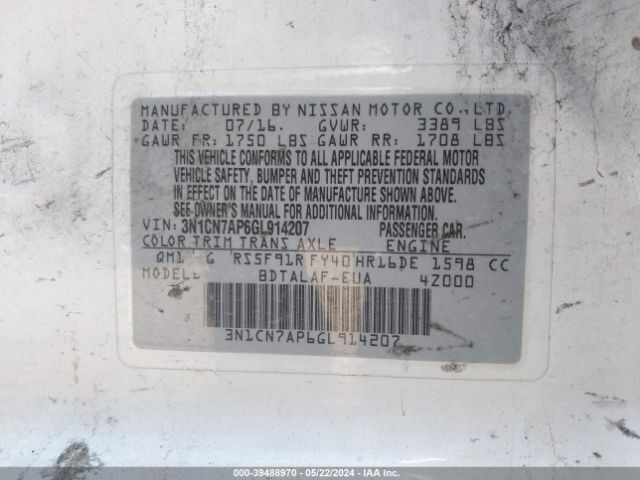 MANUFACTURED BY NISSAN MOTOR CO., LTD.
DATE: 07/16. GVWR: 3389 LBS
GAWR FR: 1750 LBS GAWR RR: 1708 LBS
THIS VEHICLE CONFORMS TO ALL APPLICABLE FEDERAL MOTOR
VEHICLE SAFETY, BUMPER AND THEFT PREVENTION STANDARDS
IN EFFECT ON THE DATE OF MANUFACTURE SHOWN ABOVE.
SEE OWNER'S MANUAL FOR ADDITIONAL INFORMATION.
VIN: 3N1CN7AP6GL914207 PASSENGER CAR.
COLOR TRIM TRANS AXLE ENGINE
QM1 G RS5F91R FY40 HR16DE 1598 CC
MODEL: BDTALAF-EUA 42000
3N1CN7AP6GL914207
000-39488970 - 05/22/2024 - IAA Inc.